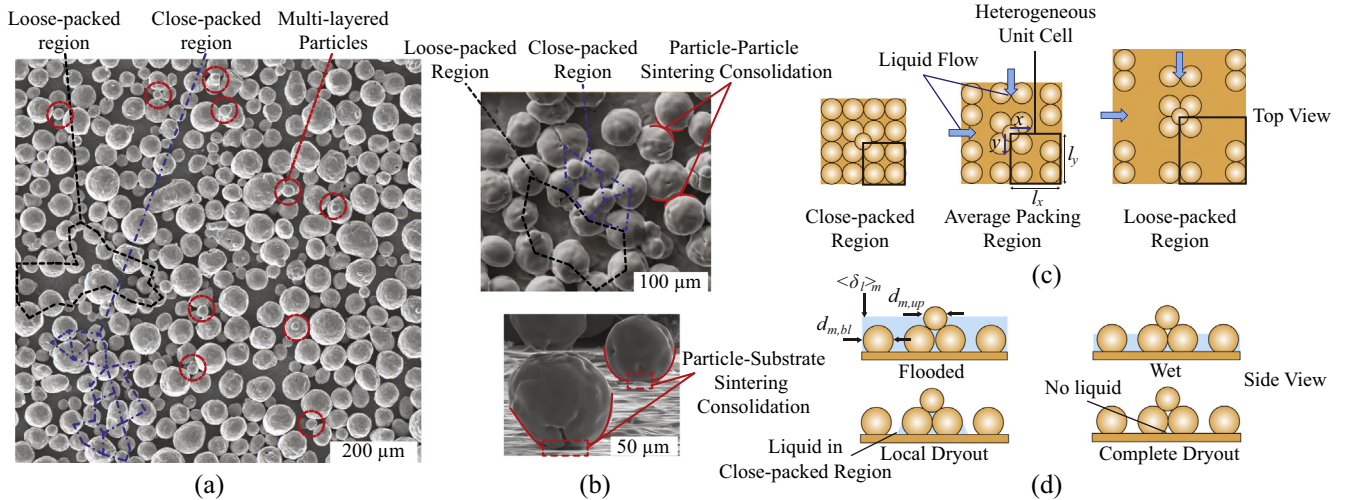 Loose-packed
region
Close-packed
region
Multi-layered
Particles
200 µm
(a)
Loose-packed
Region
Close-packed
Region
Particle-Particle
Sintering Consolidation
100 µm
Particle-Substrate
Sintering
Consolidation
50 µm
(b)
Heterogeneous
Unit Cell
Liquid Flow
x
y
l_y
l_x
Top View
Close-packed
Region
Average Packing
Region
Loose-packed
Region
(c)
<δ_l>_m
d_{m,up}
d_{m,bl}
Flooded
Wet
Side View
No liquid
Liquid in
Close-packed Region
Local Dryout
Complete Dryout
(d)